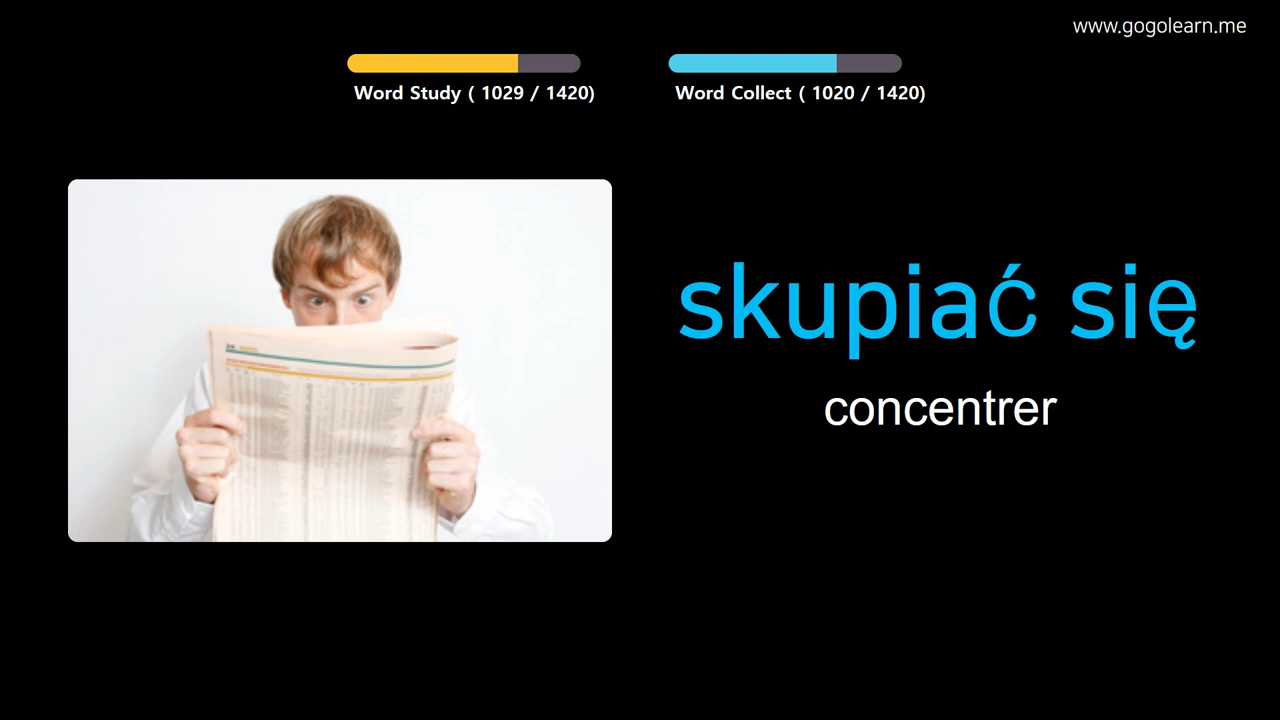 www.gogolearn.me
Word Study ( 1029 / 1420)
Word Collect ( 1020 / 1420)
skupiać się
concentrer